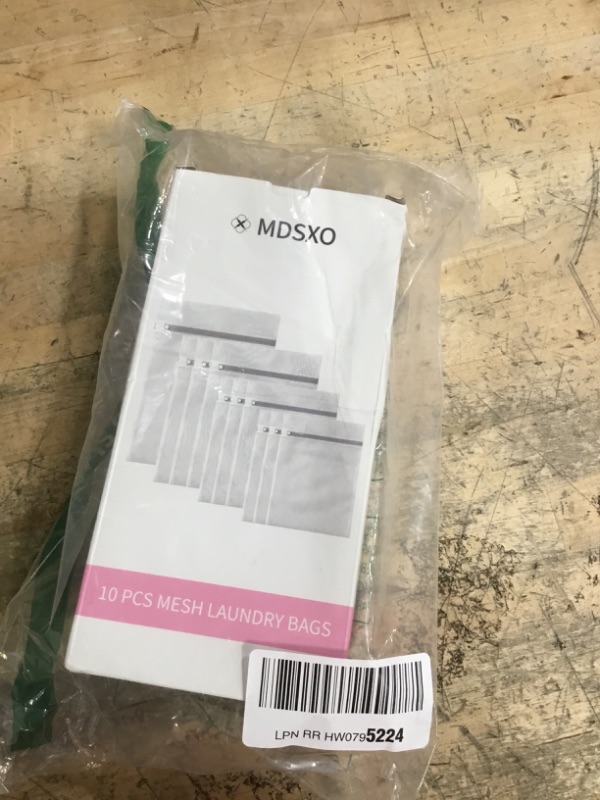 MDSXO
10 PCS MESH LAUNDRY BAGS
LPN RR HW0795224